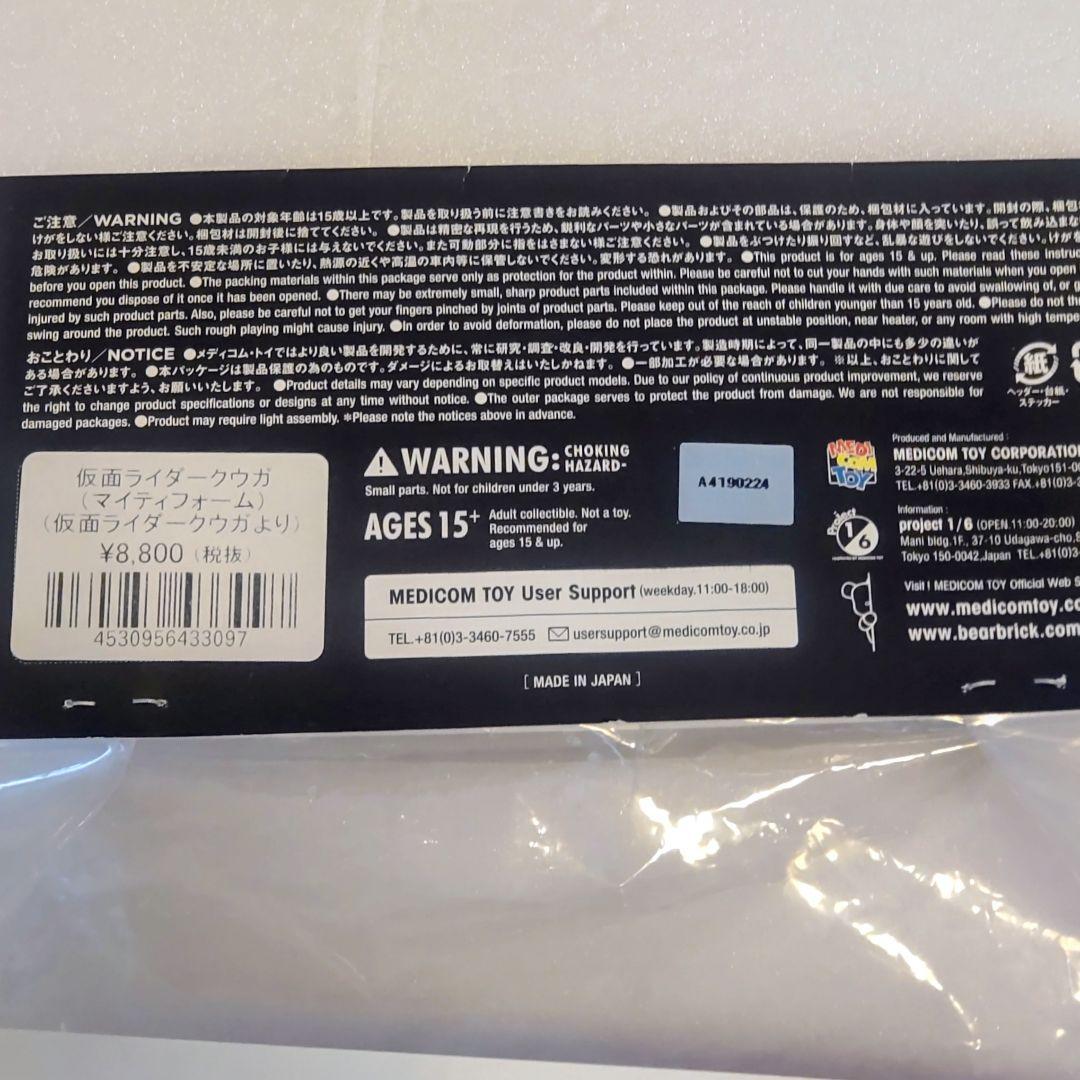 ご注意／WARNING ●本製品の対象年齢は15歳以上です。製品を取り扱う前に注意書きをお読みください。 ●製品およびその部品は、保護のため、梱包材に入っています。開封の際、梱包
けがをしない様ご注意ください。梱包材は開封後に捨ててください。 ●製品は精密な再現を行うため、鋭利なパーツや小さなパーツが含まれている場合があります。身体や顔を突いたり、誤って飲み込まな
お取り扱いには十分注意し、15歳未満のお子様には与えないでください。また可動部分に指をはさまない様ご注意ください。 ●製品をぶつけたり振り回すなど、乱暴な遊びをしないでください。けがを
危険があります。 ●製品を不安定な場所に置いたり、熱源の近くや高温の車内等に保管しないでください。変形する恐れがあります。 ●This product is for ages 15 & up. Please read these instruc
before you open this product. ●The packing materials within this package serve only as protection for the product within. Please be careful not to cut your hands with such materials when you open
recommend you dispose of it once it has been opened. ●There may be extremely small, sharp product parts included within this package. Please handle it with due care to avoid swallowing of, or g
injured by such product parts. Also, please be careful not to get your fingers pinched by joints of product parts. Please keep out of the reach of children younger than 15 years old. ●Please do not th
swing around the product. Such rough playing might cause injury. ●In order to avoid deformation, please do not place the product at unstable position, near heater, or any room with high tempe
おことわり／NOTICE ●メディコム・トイではより良い製品を開発するために、常に研究・調査・改良・開発を行っています。製造時期によって、同一製品の中にも多少の違いが
ある場合があります。 ●本パッケージは製品保護の為のものです。ダメージによるお取替えはいたしかねます。 ●一部加工が必要な場合があります。 ※以上、おことわりに関して
ご了承くださいますよう、お願いいたします。 ●Product details may vary depending on specific product models. Due to our policy of continuous product improvement, we reserve
the right to change product specifications or designs at any time without notice. ●The outer package serves to protect the product from damage. We are not responsible for
damaged packages. ●Product may require light assembly. ＊Please note the notices above in advance.
紙
ヘッダー・台紙・
ステッカー
仮面ライダークウガ
（マイティフォーム）
（仮面ライダークウガより）
¥8,800（税抜）
4530956433097
WARNING: CHOKING HAZARD-
Small parts. Not for children under 3 years.
AGES 15+ Adult collectible. Not a toy.
Recommended for
ages 15 & up.
A4190224
MEDICOM TOY User Support (weekday.11:00-18:00)
TEL.+81(0)3-3460-7555 usersupport@medicomtoy.co.jp
[ MADE IN JAPAN ]
MEDI
COM
TOY
Produced and Manufactured :
MEDICOM TOY CORPORATIO
3-22-5 Uehara,Shibuya-ku,Tokyo151-0
TEL.+81(0)3-3460-3933 FAX.+81(0)3-3
Project
1/6
Information :
project 1/6 (OPEN.11:00-20:00)
Mani bldg.1F., 37-10 Udagawa-cho,S
Tokyo 150-0042,Japan TEL.+81(0)3-
Visit ! MEDICOM TOY Official Web S
www.medicomtoy.co
www.bearbrick.com